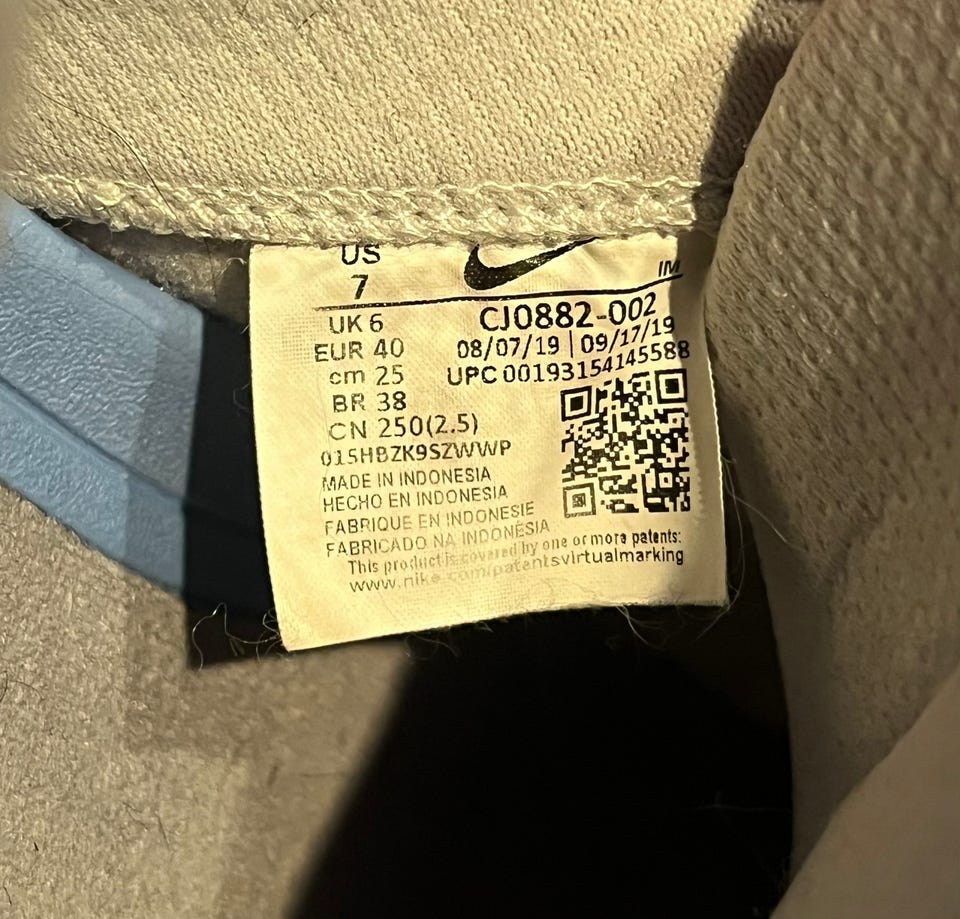 US
7
IM
UK 6
CJ0882-002
EUR 40
08/07/19 | 09/17/19
cm 25
UPC 00193154145588
BR 38
CN 250(2.5)
015HBZK9SZWWP
MADE IN INDONESIA
HECHO EN INDONESIA
FABRIQUE EN INDONESIE
FABRICADO NA INDONÉSIA
This product is covered by one or more patents:
www.nike.com/patentsvirtualmarking